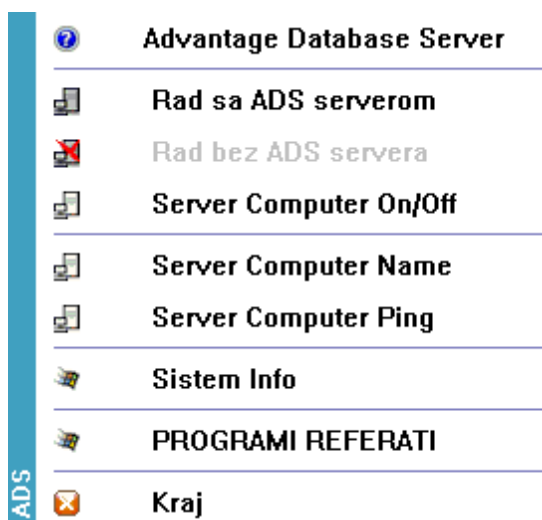 Advantage Database Server
Rad sa ADS serverom
Rad bez ADS servera
Server Computer On/Off
Server Computer Name
Server Computer Ping
Sistem Info
PROGRAMI REFERATI
Kraj
ADS